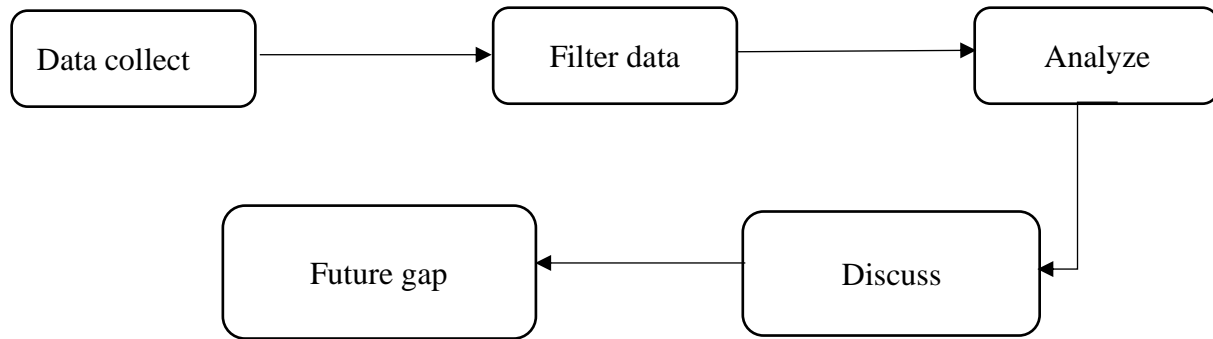 Data collect
Filter data
Analyze
Discuss
Future gap